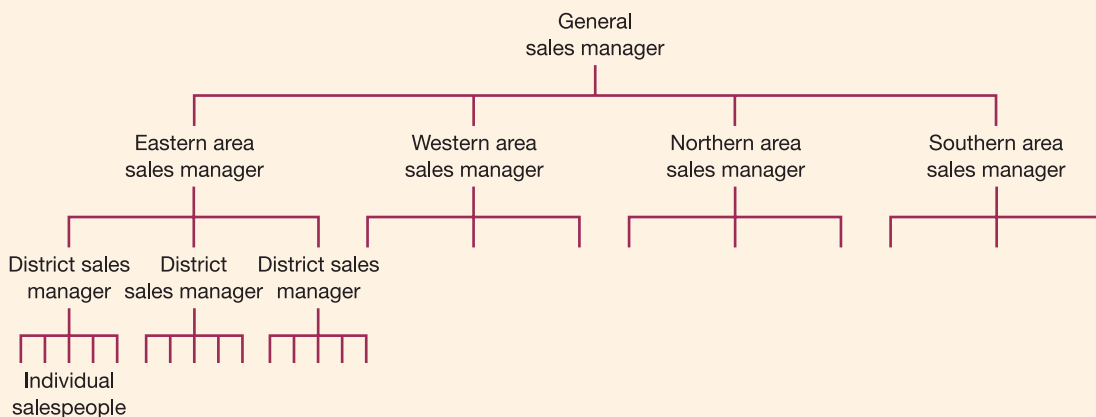 General
sales manager
Eastern area
sales manager
Western area
sales manager
Northern area
sales manager
Southern area
sales manager
District sales
manager
District
sales manager
District sales
manager
Individual
salespeople